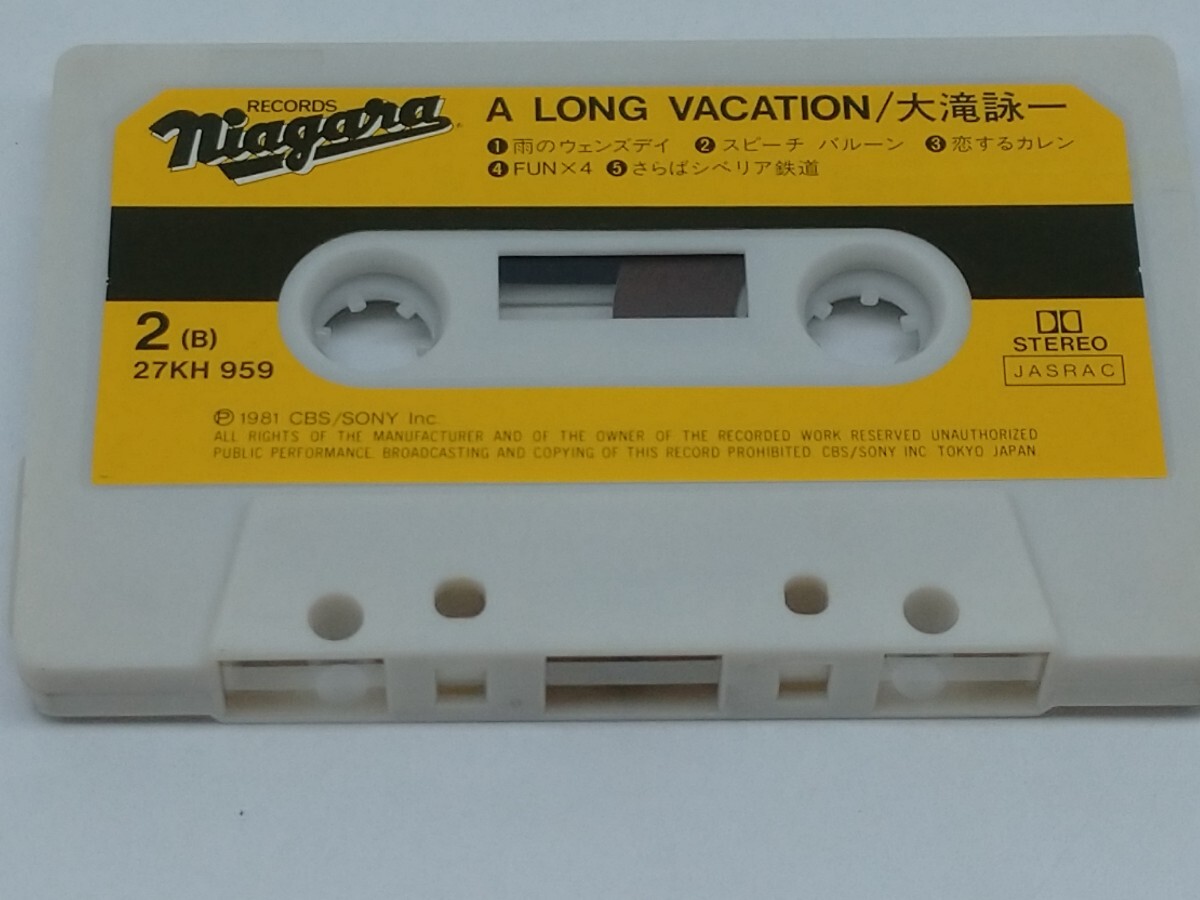 RECORDS
Niagara
A LONG VACATION/大滝詠一
❶雨のウェンズデイ ❷スピーチ バルーン ❸恋するカレン
❹FUN×4 ❺さらばシベリア鉄道
2 (B)
27KH 959
STEREO
JASRAC
Ⓟ1981 CBS/SONY Inc.
ALL RIGHTS OF THE MANUFACTURER AND OF THE OWNER OF THE RECORDED WORK RESERVED UNAUTHORIZED
PUBLIC PERFORMANCE. BROADCASTING AND COPYING OF THIS RECORD PROHIBITED. CBS/SONY INC. TOKYO JAPAN